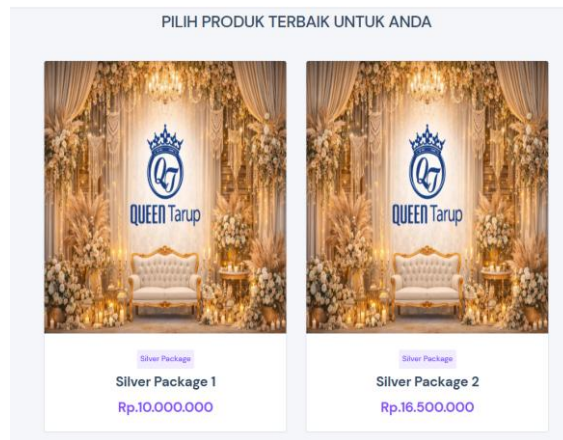 PILIH PRODUK TERBAIK UNTUK ANDA
QT
QUEEN Tarup
Silver Package
Silver Package 1
Rp.10.000.000
QT
QUEEN Tarup
Silver Package
Silver Package 2
Rp.16.500.000